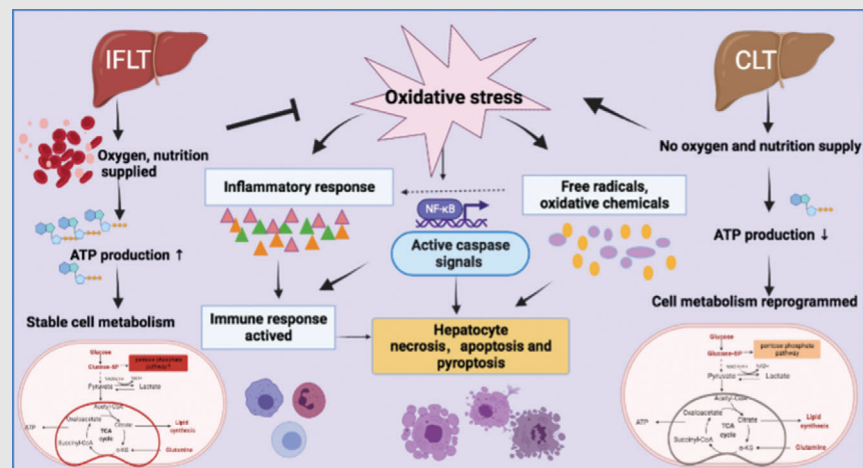 IFLT
Oxidative stress
CLT
Oxygen, nutrition
supplied
No oxygen and nutrition supply
Inflammatory response
Free radicals,
oxidative chemicals
NF-κB
ATP production ↑
Active caspase
signals
ATP production ↓
Stable cell metabolism
Immune response
actived
Hepatocyte
necrosis, apoptosis and
pyroptosis
Cell metabolism reprogrammed
Glucose
pentose phosphate
pathway
Pyruvate
Lactate
Acetyl-CoA
Oxaloacetate
Citrate
ATP
TCA
cycle
Lipid
synthesis
Succinyl-CoA
α-KG
Glutamine
Glucose
Glucose-6P
pentose phosphate
pathway
Pyruvate
Lactate
Acetyl-CoA
Oxaloacetate
Citrate
ATP
TCA
cycle
Lipid
synthesis
Succinyl-CoA
α-KG
Glutamine